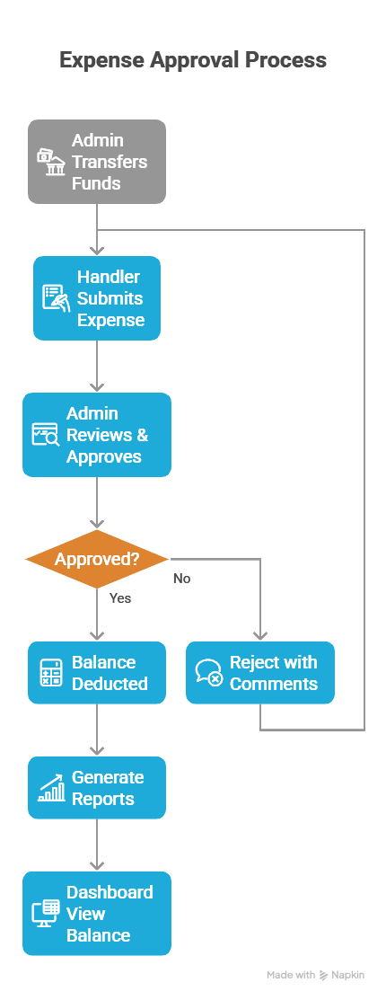 Expense Approval Process
Admin
Transfers
Funds
Handler
Submits
Expense
Admin
Reviews &
Approves
Approved?
No
Yes
Balance
Deducted
Reject with
Comments
Generate
Reports
Dashboard
View
Balance
Made with Napkin